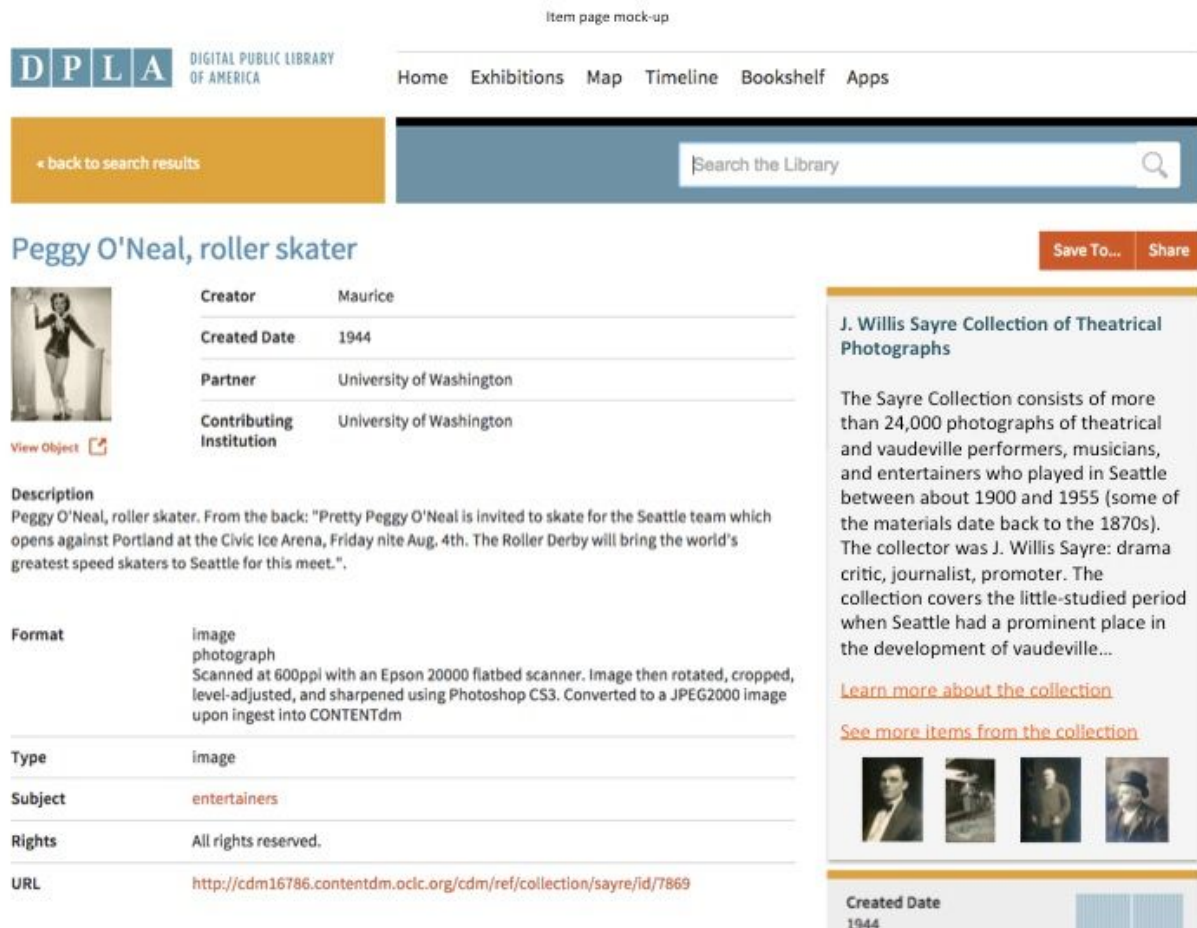 Item page mock-up
DPLA
DIGITAL PUBLIC LIBRARY
OF AMERICA
Home Exhibitions Map Timeline Bookshelf Apps
« back to search results
Search the Library
Peggy O'Neal, roller skater
Save To... Share
View Object
Creator Maurice
Created Date 1944
Partner University of Washington
Contributing University of Washington
Institution
Description
Peggy O'Neal, roller skater. From the back: "Pretty Peggy O'Neal is invited to skate for the Seattle team which
opens against Portland at the Civic Ice Arena, Friday nite Aug. 4th. The Roller Derby will bring the world's
greatest speed skaters to Seattle for this meet.".
Format image
photograph
Scanned at 600ppi with an Epson 20000 flatbed scanner. Image then rotated, cropped,
level-adjusted, and sharpened using Photoshop CS3. Converted to a JPEG2000 image
upon ingest into CONTENTdm
Type image
Subject entertainers
Rights All rights reserved.
URL http://cdm16786.contentdm.oclc.org/cdm/ref/collection/sayre/id/7869
J. Willis Sayre Collection of Theatrical
Photographs
The Sayre Collection consists of more
than 24,000 photographs of theatrical
and vaudeville performers, musicians,
and entertainers who played in Seattle
between about 1900 and 1955 (some of
the materials date back to the 1870s).
The collector was J. Willis Sayre: drama
critic, journalist, promoter. The
collection covers the little-studied period
when Seattle had a prominent place in
the development of vaudeville...
Learn more about the collection
See more items from the collection
Created Date
1944